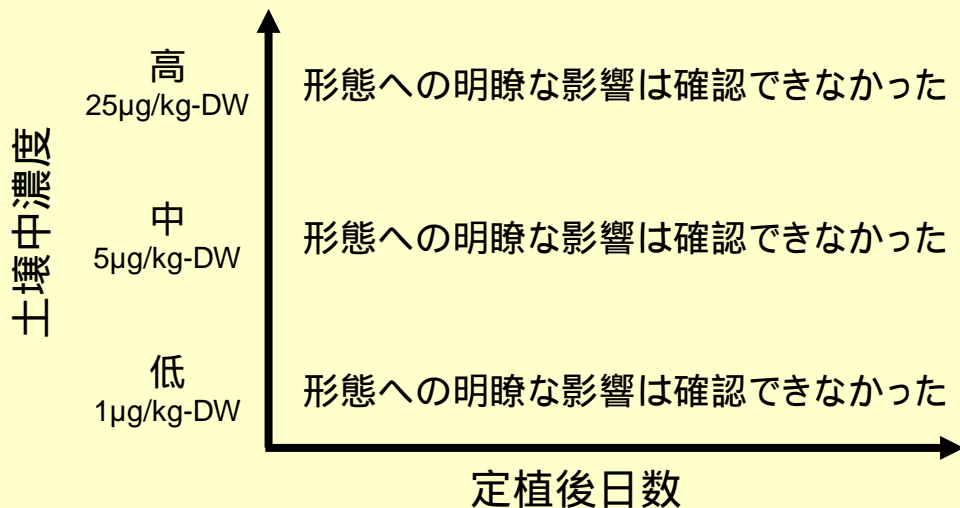 土壌中濃度
高
25μg/kg-DW
形態への明瞭な影響は確認できなかった
中
5μg/kg-DW
形態への明瞭な影響は確認できなかった
低
1μg/kg-DW
形態への明瞭な影響は確認できなかった
定植後日数